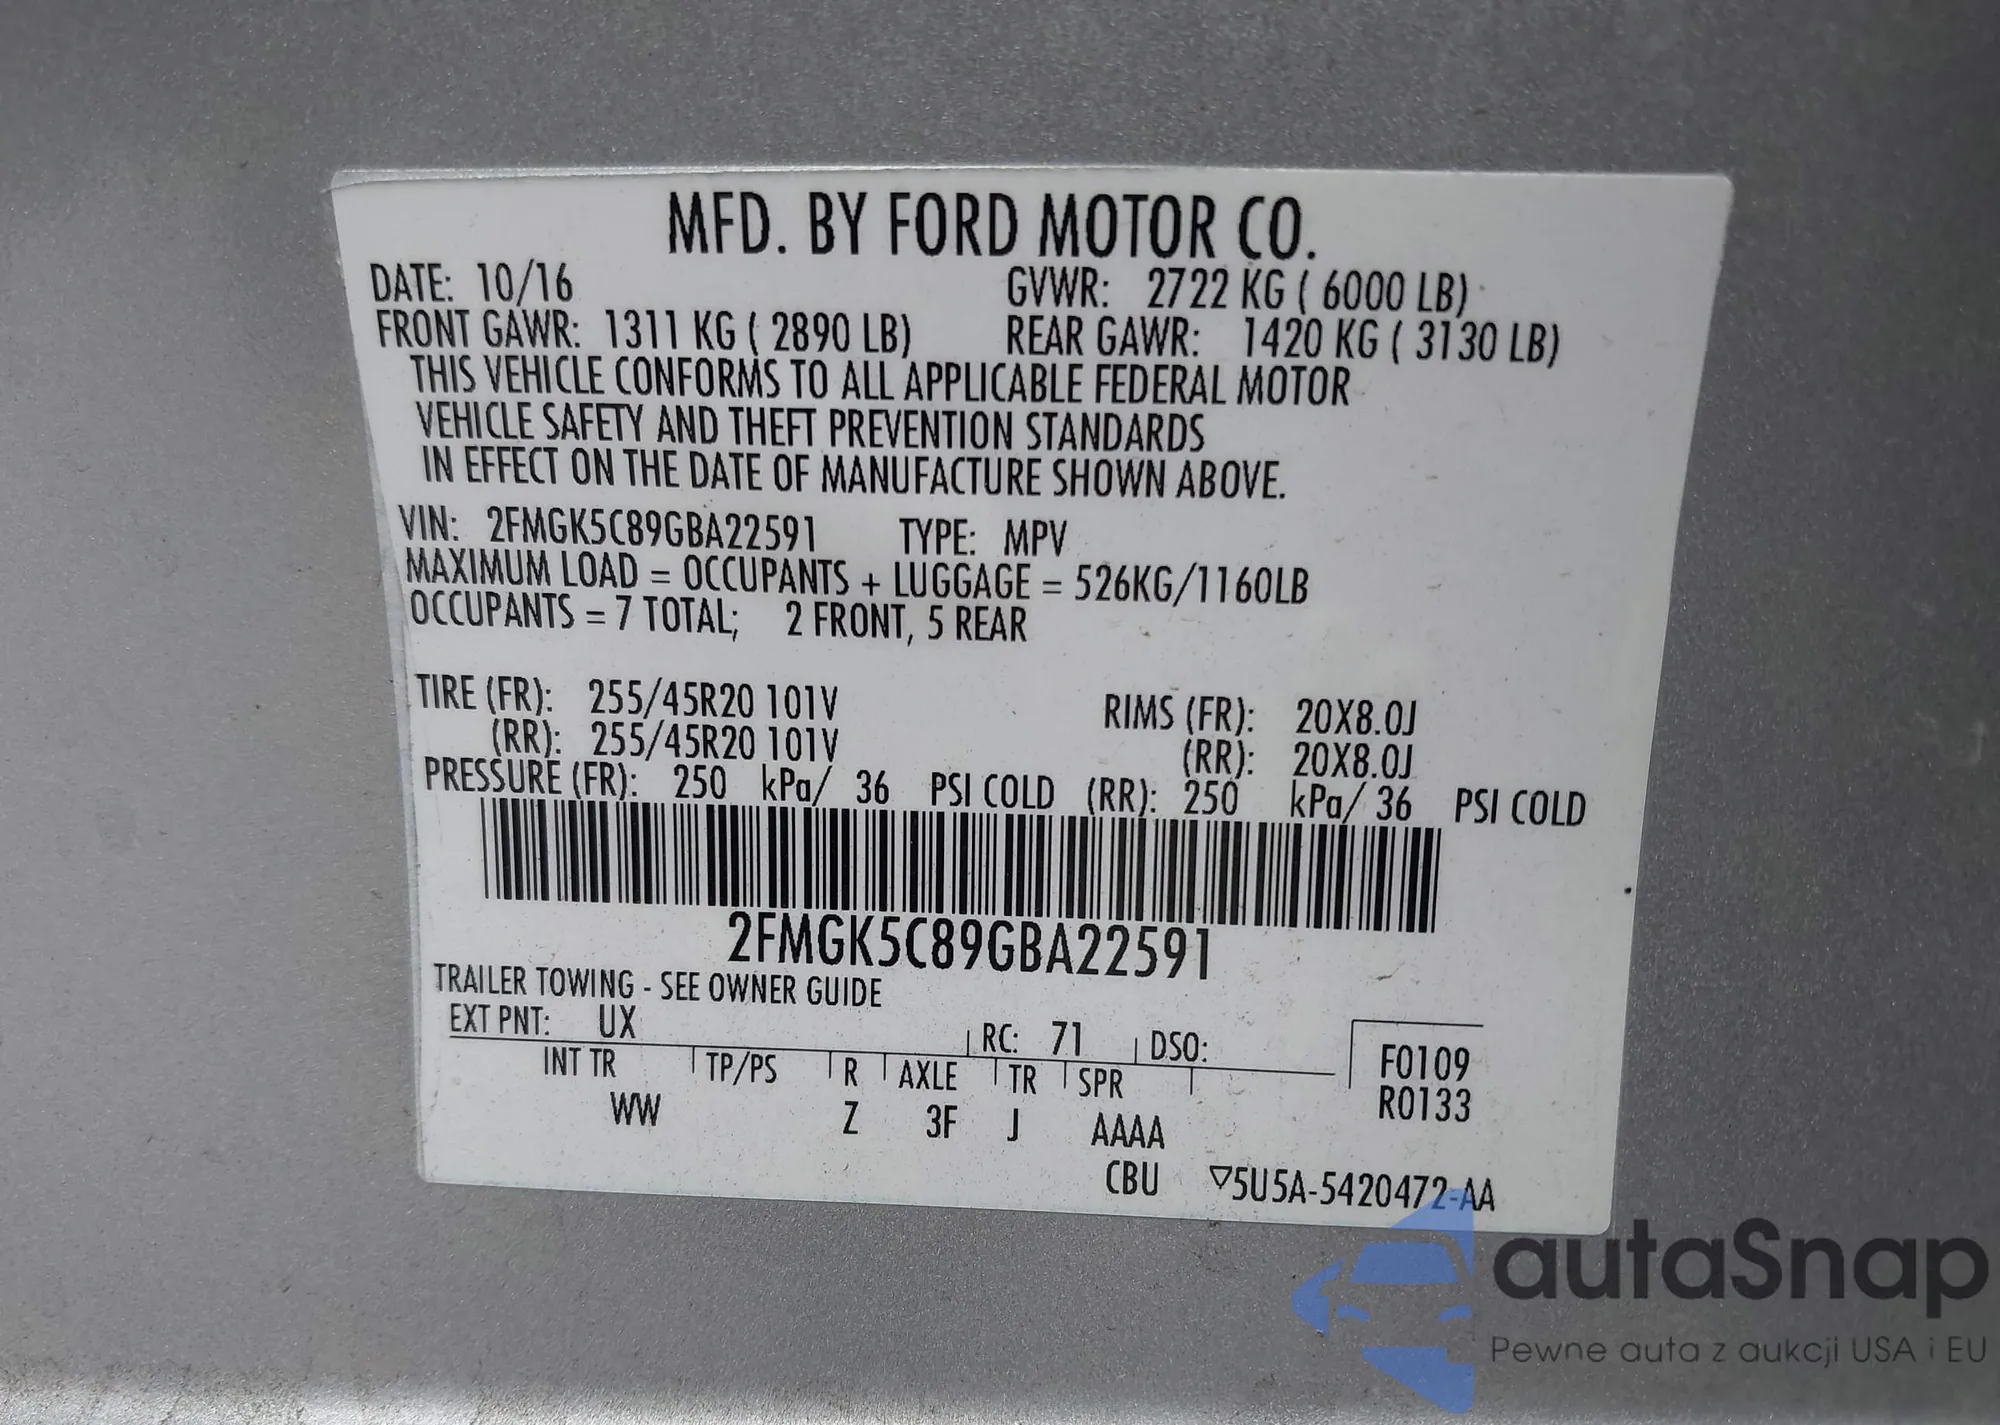 MFD. BY FORD MOTOR CO.
DATE: 10/16 GVWR: 2722 KG ( 6000 LB)
FRONT GAWR: 1311 KG ( 2890 LB) REAR GAWR: 1420 KG ( 3130 LB)
THIS VEHICLE CONFORMS TO ALL APPLICABLE FEDERAL MOTOR
VEHICLE SAFETY AND THEFT PREVENTION STANDARDS
IN EFFECT ON THE DATE OF MANUFACTURE SHOWN ABOVE.
VIN: 2FMGK5C89GBA22591 TYPE: MPV
MAXIMUM LOAD = OCCUPANTS + LUGGAGE = 526KG/1160LB
OCCUPANTS = 7 TOTAL; 2 FRONT, 5 REAR
TIRE (FR): 255/45R20 101V RIMS (FR): 20X8.0J
(RR): 255/45R20 101V (RR): 20X8.0J
PRESSURE (FR): 250 kPa/ 36 PSI COLD (RR): 250 kPa/ 36 PSI COLD
2FMGK5C89GBA22591
TRAILER TOWING - SEE OWNER GUIDE
EXT PNT: UX RC: 71 DSO:
INT TR TP/PS R AXLE TR SPR F0109
WW Z 3F J AAAA R0133
CBU ▽5U5A-5420472-AA
autaSnap
Pewne auta z aukcji USA i EU